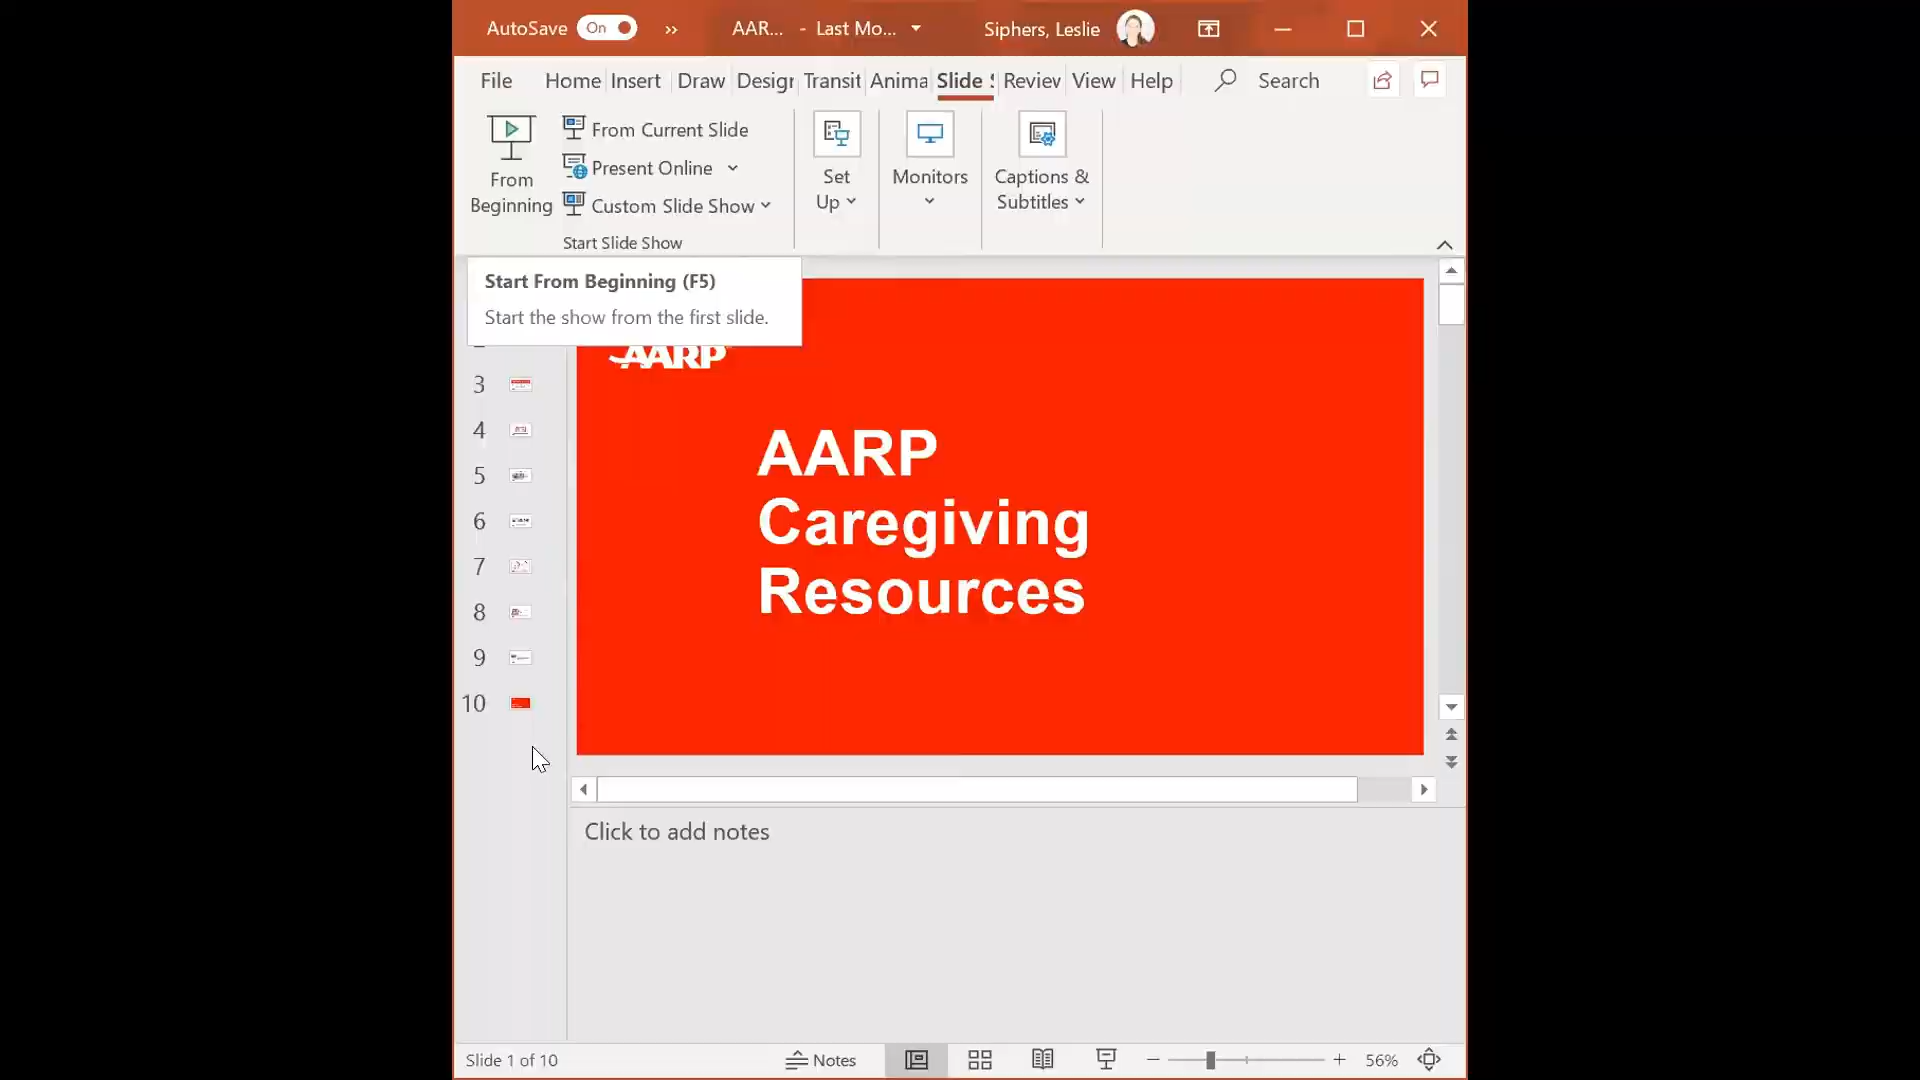 AutoSave On
AAR... - Last Mo...
Siphers, Leslie
File Home Insert Draw Desigr Transit Anima Slide S Reviev View Help Search
From Beginning
From Current Slide
Present Online
Custom Slide Show
Start Slide Show
Set Up
Monitors
Captions & Subtitles
Start From Beginning (F5)
Start the show from the first slide.
3
4
5
6
7
8
9
10
AARP
AARP
Caregiving
Resources
Click to add notes
Slide 1 of 10
Notes
56%